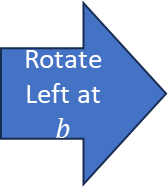 Rotate
Left at
b